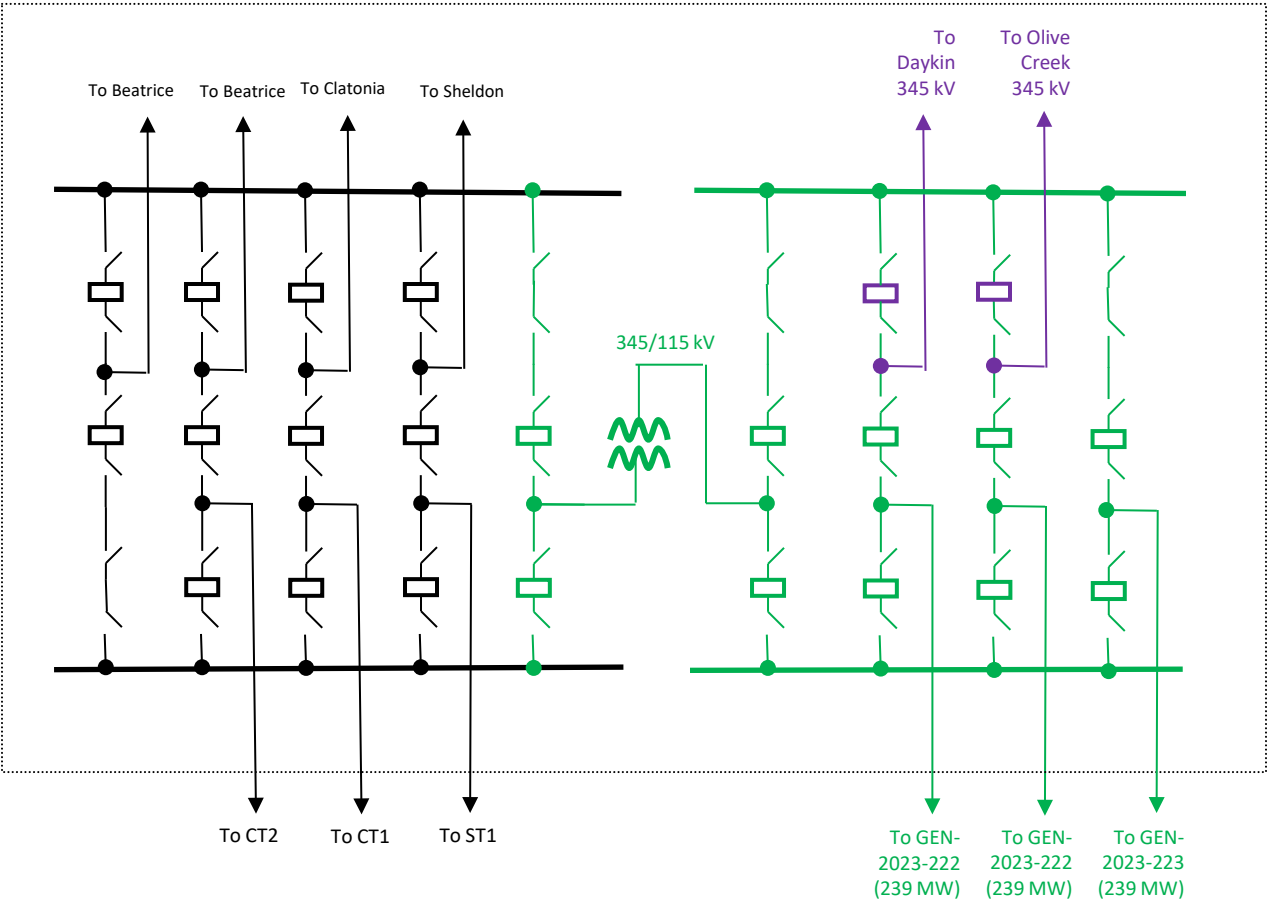 To
Daykin
345 kV
To Olive
Creek
345 kV
To Beatrice
To Beatrice
To Clatonia
To Sheldon
345/115 kV
To CT2
To CT1
To ST1
To GEN-
2023-222
(239 MW)
To GEN-
2023-222
(239 MW)
To GEN-
2023-223
(239 MW)